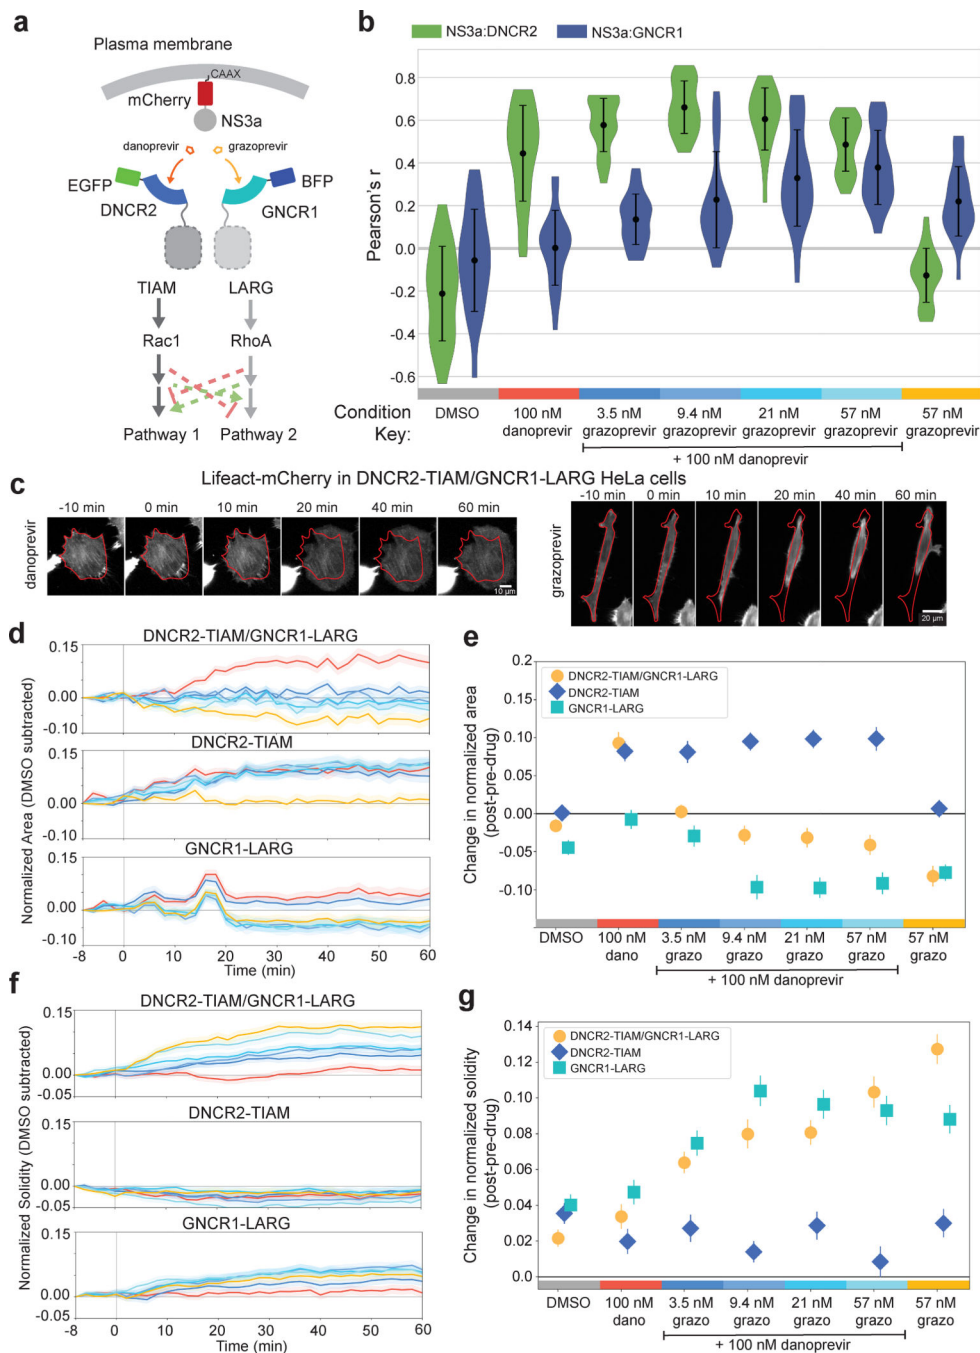 a
Plasma membrane
CAAX
mCherry
NS3a
danoprevir
grazoprevir
EGFP
BFP
DNCR2
GNCR1
TIAM
LARG
Rac1
RhoA
Pathway 1
Pathway 2
b
NS3a:DNCR2
NS3a:GNCR1
Pearson's r
0.8
0.6
0.4
0.2
0.0
-0.2
-0.4
-0.6
Condition Key:
DMSO
100 nM danoprevir
3.5 nM grazoprevir
9.4 nM grazoprevir
21 nM grazoprevir
57 nM grazoprevir
57 nM grazoprevir
+ 100 nM danoprevir
c
Lifeact-mCherry in DNCR2-TIAM/GNCR1-LARG HeLa cells
danoprevir
-10 min
0 min
10 min
20 min
40 min
60 min
10 µm
grazoprevir
-10 min
0 min
10 min
20 min
40 min
60 min
20 µm
d
Normalized Area (DMSO subtracted)
DNCR2-TIAM/GNCR1-LARG
0.15
0.00
-0.10
DNCR2-TIAM
0.15
0.00
-0.10
GNCR1-LARG
0.15
0.00
-0.10
-8
0
10
20
30
40
50
60
Time (min)
e
Change in normalized area
(post-pre-drug)
0.2
0.15
0.10
0.05
0.00
-0.05
-0.10
DNCR2-TIAM/GNCR1-LARG
DNCR2-TIAM
GNCR1-LARG
DMSO
100 nM dano
3.5 nM grazo
9.4 nM grazo
21 nM grazo
57 nM grazo
57 nM grazo
+ 100 nM danoprevir
f
Normalized Solidity (DMSO subtracted)
DNCR2-TIAM/GNCR1-LARG
0.15
0.00
-0.05
DNCR2-TIAM
0.15
0.00
-0.05
GNCR1-LARG
0.15
0.00
-0.05
-8
0
10
20
30
40
50
60
Time (min)
g
Change in normalized solidity
(post-pre-drug)
0.14
0.12
0.10
0.08
0.06
0.04
0.02
0.0
DNCR2-TIAM/GNCR1-LARG
DNCR2-TIAM
GNCR1-LARG
DMSO
100 nM dano
3.5 nM grazo
9.4 nM grazo
21 nM grazo
57 nM grazo
57 nM grazo
+ 100 nM danoprevir